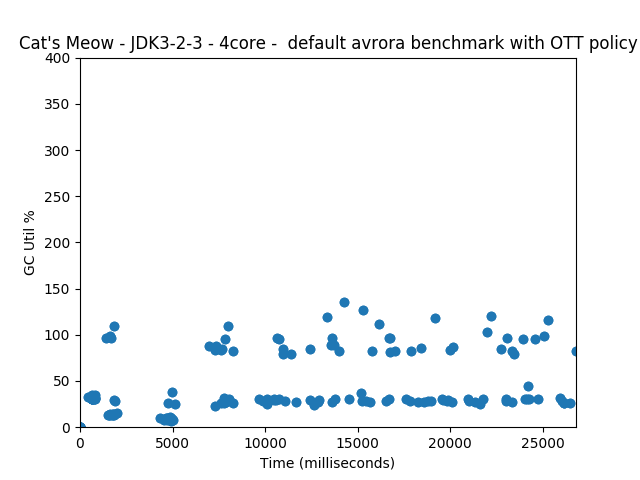 Cat's Meow - JDK3-2-3 - 4core -  default avrora benchmark with OTT policy
400
350
300
250
200
150
100
50
0
GC Util %
0 5000 10000 15000 20000 25000
Time (milliseconds)